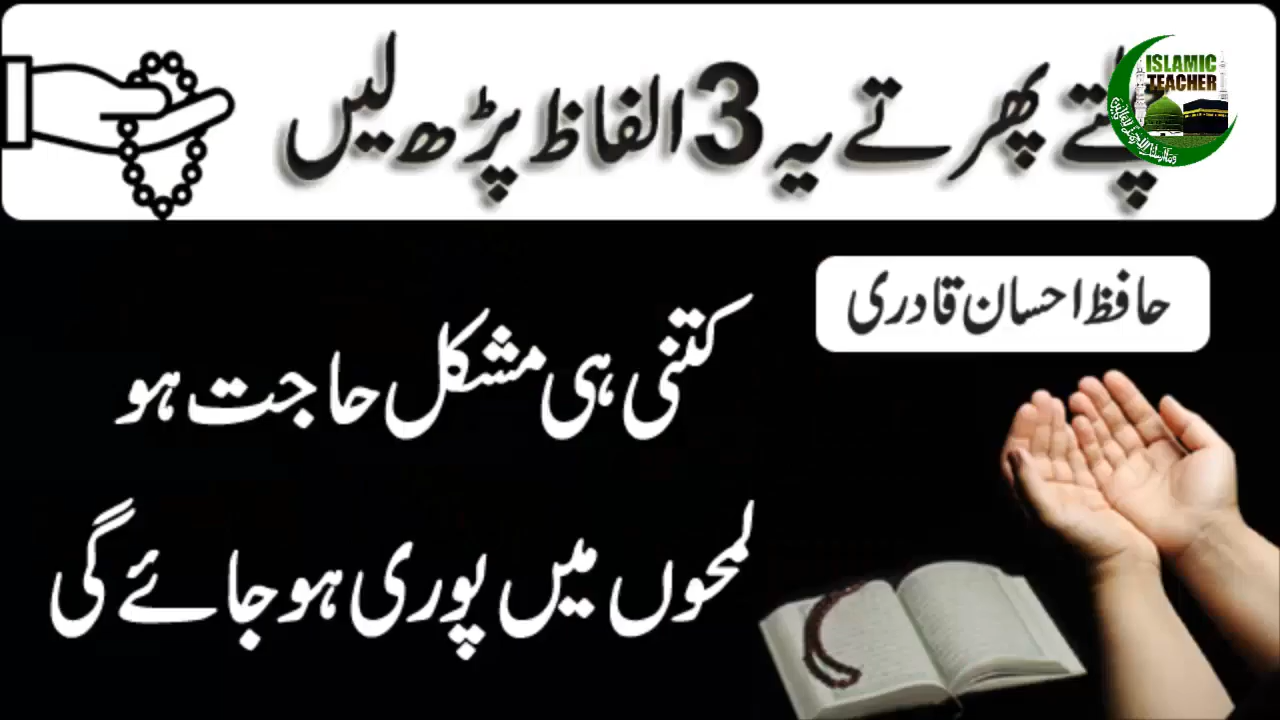 چلتے پھرتے یہ 3 الفاظ پڑھ لیں
ISLAMIC
TEACHER
حافظ احسان قادری
کتنی ہی مشکل حاجت ہو
لمحوں میں پوری ہو جائے گی